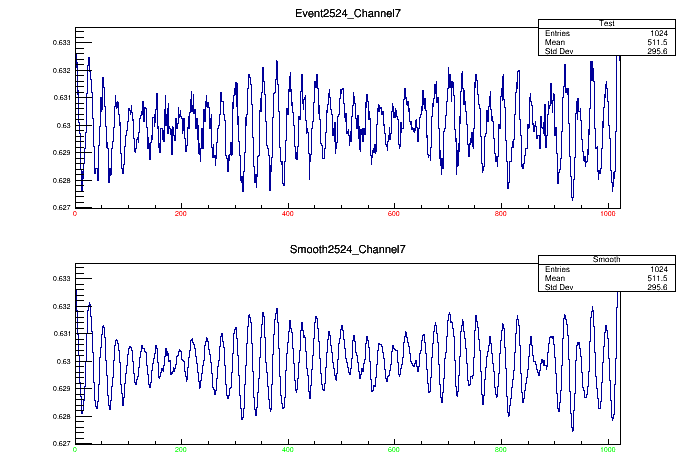 Event2524_Channel7
Test
Entries 1024
Mean 511.5
Std Dev 295.6
0.633
0.632
0.631
0.63
0.629
0.628
0.627
0 200 400 600 800 1000
Smooth2524_Channel7
Smooth
Entries 1024
Mean 511.5
Std Dev 295.6
0.633
0.632
0.631
0.63
0.629
0.628
0.627
0 200 400 600 800 1000